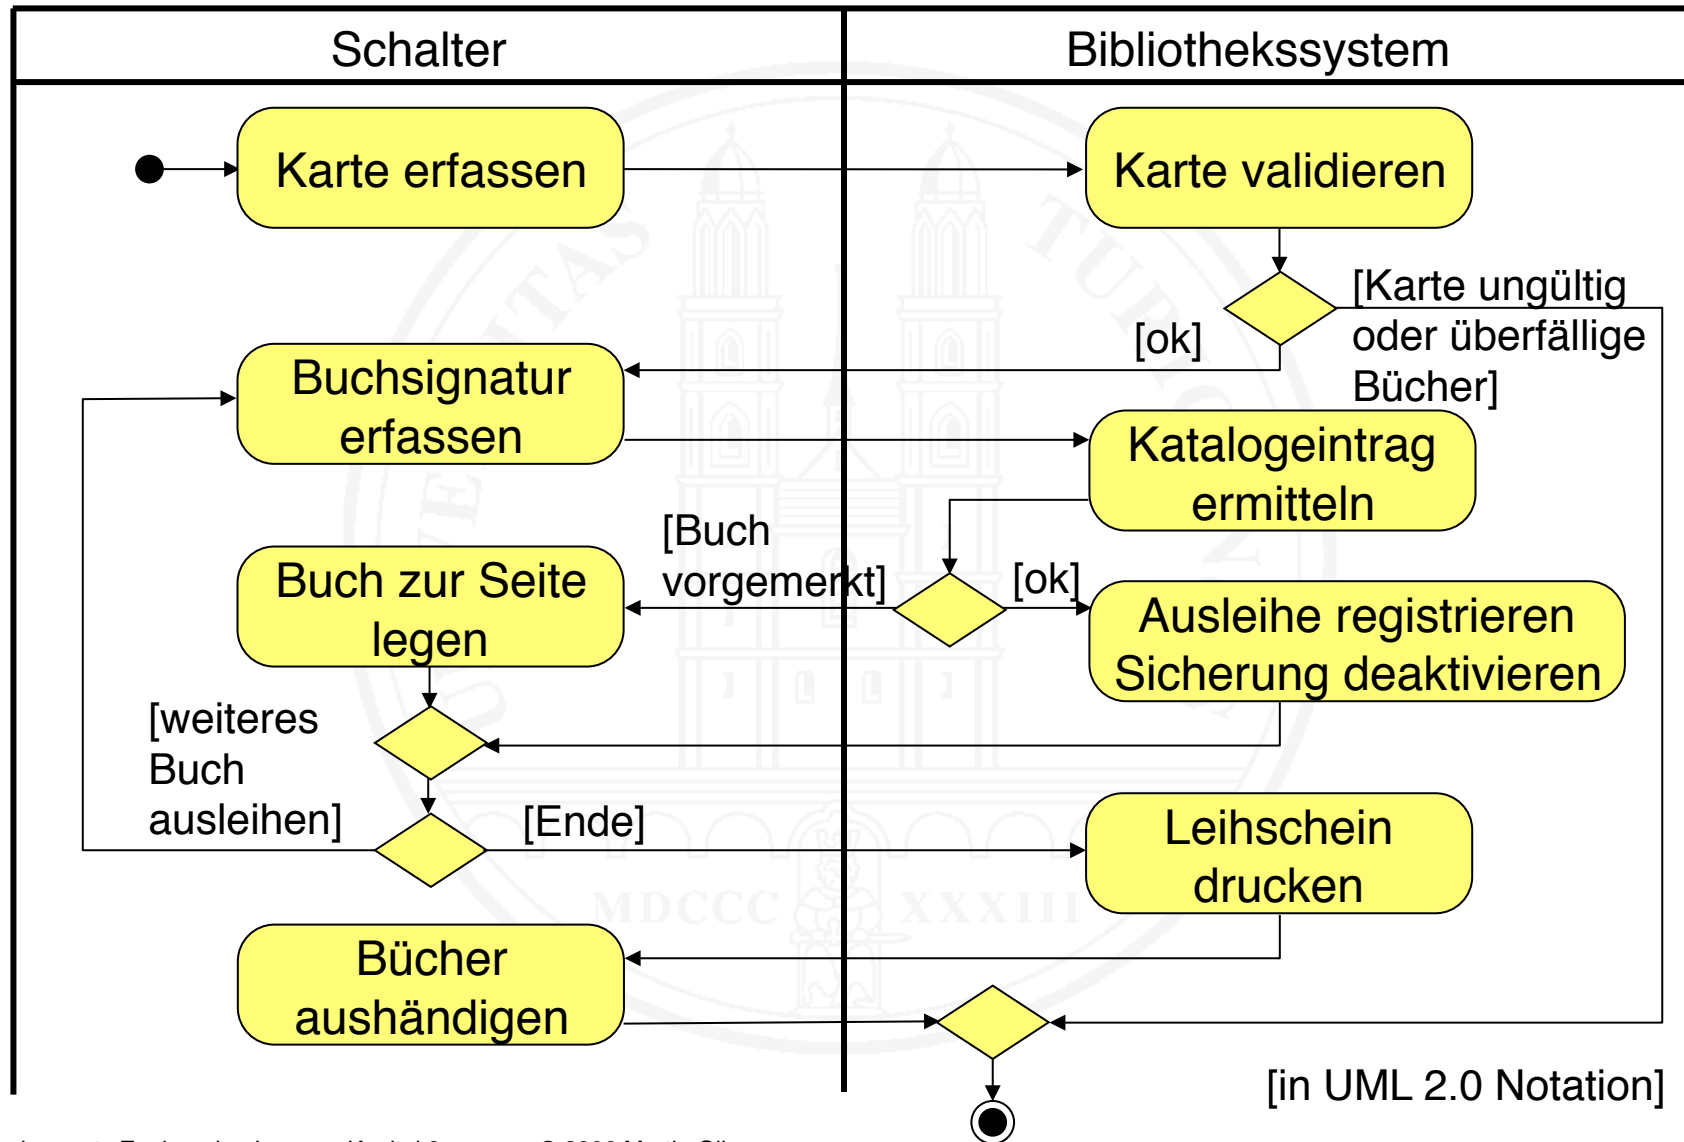 Schalter
Bibliothekssystem
Karte erfassen
Karte validieren
[Karte ungültig
oder überfällige
Bücher]
[ok]
Buchsignatur
erfassen
Katalogeintrag
ermitteln
[Buch
vorgemerkt]
[ok]
Buch zur Seite
legen
Ausleihe registrieren
Sicherung deaktivieren
[weiteres
Buch
ausleihen]
[Ende]
Leihschein
drucken
MDCCC XXXIII
Bücher
aushändigen
[in UML 2.0 Notation]